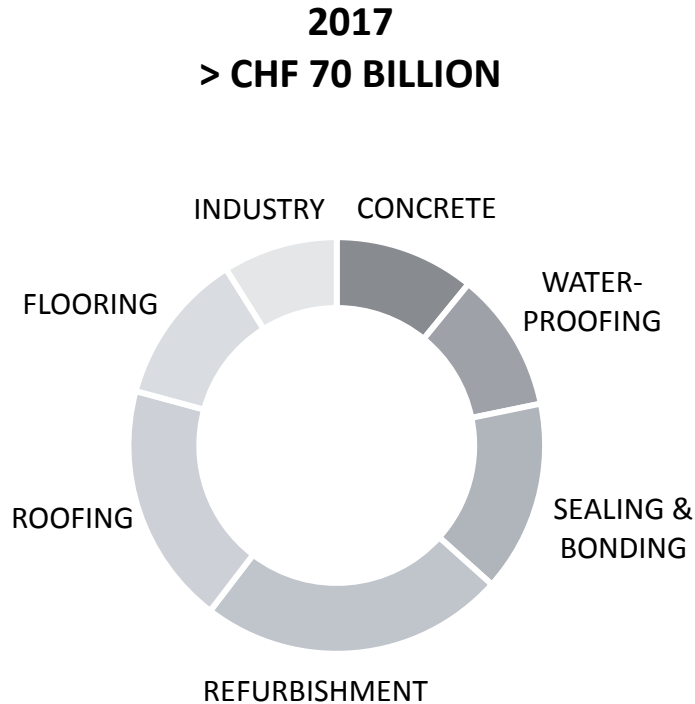 2017
> CHF 70 BILLION
INDUSTRY
CONCRETE
WATER-
PROOFING
FLOORING
SEALING &
BONDING
ROOFING
REFURBISHMENT